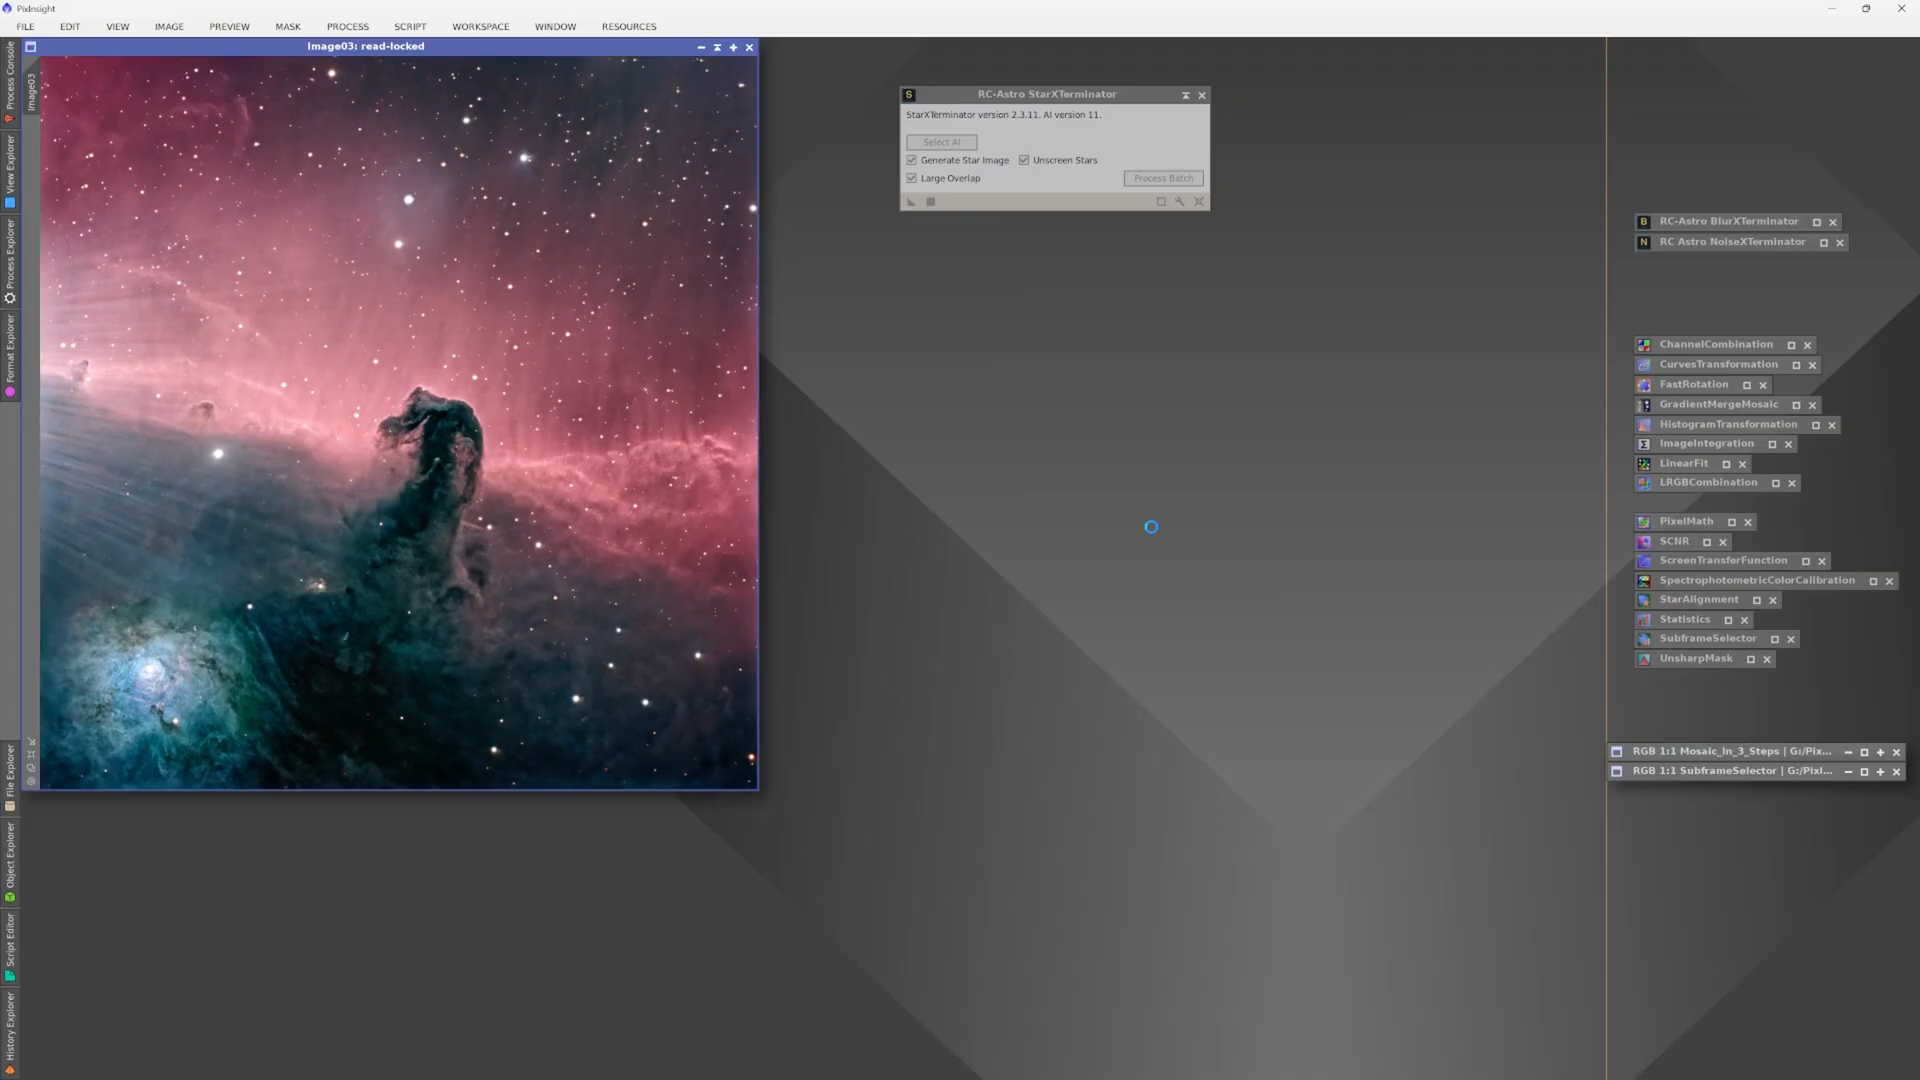 PixInsight
FILE EDIT VIEW IMAGE PREVIEW MASK PROCESS SCRIPT WORKSPACE WINDOW RESOURCES
Process Console
View Explorer
Process Explorer
Format Explorer
File Explorer
Object Explorer
Script Editor
History Explorer
Image03: read-locked
Image03
S RC-Astro StarXTerminator
StarXTerminator version 2.3.11. AI version 11.
Select AI
Generate Star Image Unscreen Stars
Large Overlap Process Batch
B RC-Astro BlurXTerminator
N RC Astro NoiseXTerminator
ChannelCombination
CurvesTransformation
FastRotation
GradientMergeMosaic
HistogramTransformation
Σ ImageIntegration
LinearFit
LRGBCombination
PixelMath
SCNR
ScreenTransferFunction
SpectrophotometricColorCalibration
StarAlignment
Statistics
SubframeSelector
UnsharpMask
RGB 1:1 Mosaic_In_3_Steps | G:/Pix...
RGB 1:1 SubframeSelector | G:/PixI...